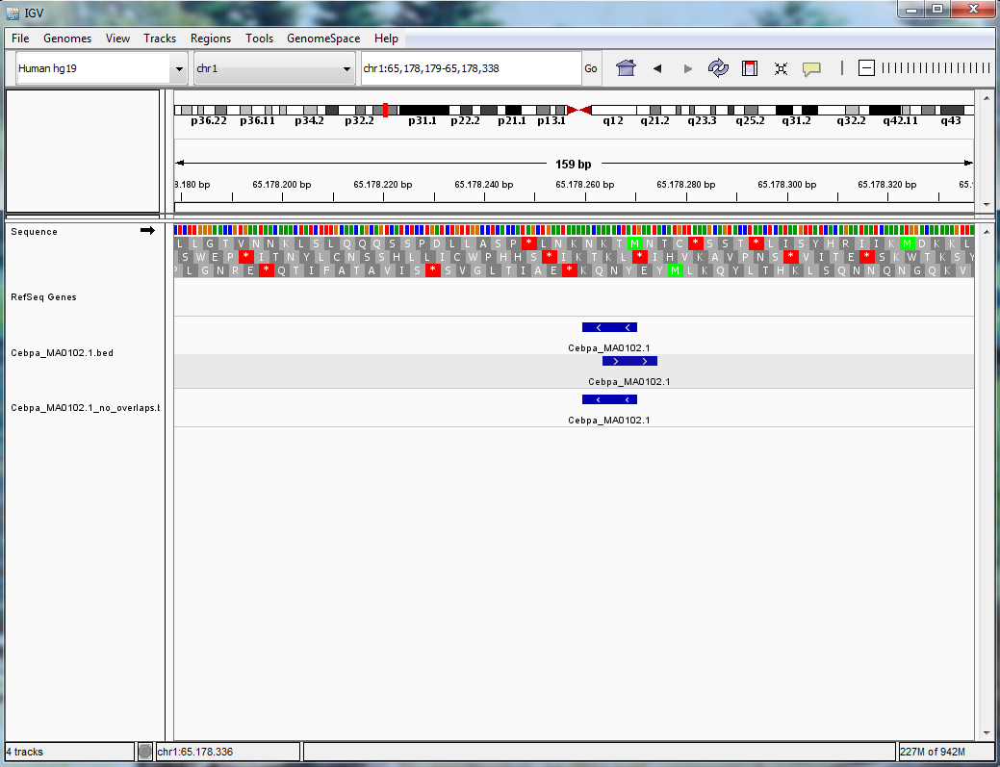 IGV
File Genomes View Tracks Regions Tools GenomeSpace Help
Human hg19 chr1 chr1:65,178,179-65,178,338 Go
p36.22 p36.11 p34.2 p32.2 p31.1 p22.2 p21.1 p13.1 q12 q21.2 q23.3 q25.2 q31.2 q32.2 q42.11 q43
159 bp
3.180 bp 65.178.200 bp 65.178.220 bp 65.178.240 bp 65.178.260 bp 65.178.280 bp 65.178.300 bp 65.178.320 bp 65.1
Sequence
L L G T V N N K L S L Q Q Q S S P D L L A S P * L N K N K T M N T C * S S T * L I S Y H R I I K M D K K L
S W E P * I T N Y L C N S S H L L I C W P H H S * I K T K L * I H V K A V P N S * V I T E * S K W T K S Y
P L G N R E * Q T I F A T A V I S * S V G L T I A E * K Q N Y E Y M L K Q Y L T H K L S Q N N Q N G Q K V
RefSeq Genes
Cebpa_MA0102.1
Cebpa_MA0102.1.bed
Cebpa_MA0102.1
Cebpa_MA0102.1_no_overlaps.b
Cebpa_MA0102.1
4 tracks chr1:65.178.336 227M of 942M